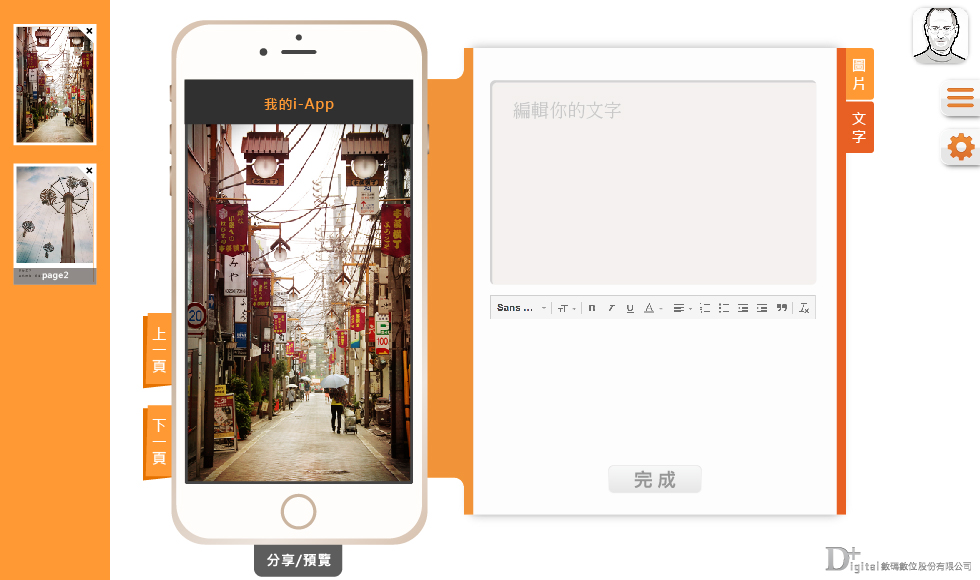 page2
上一頁
下一頁
我的i-App
20
P
100
分享/預覽
編輯你的文字
Sans ...
完成
圖片
文字
Digital 數碼數位股份有限公司